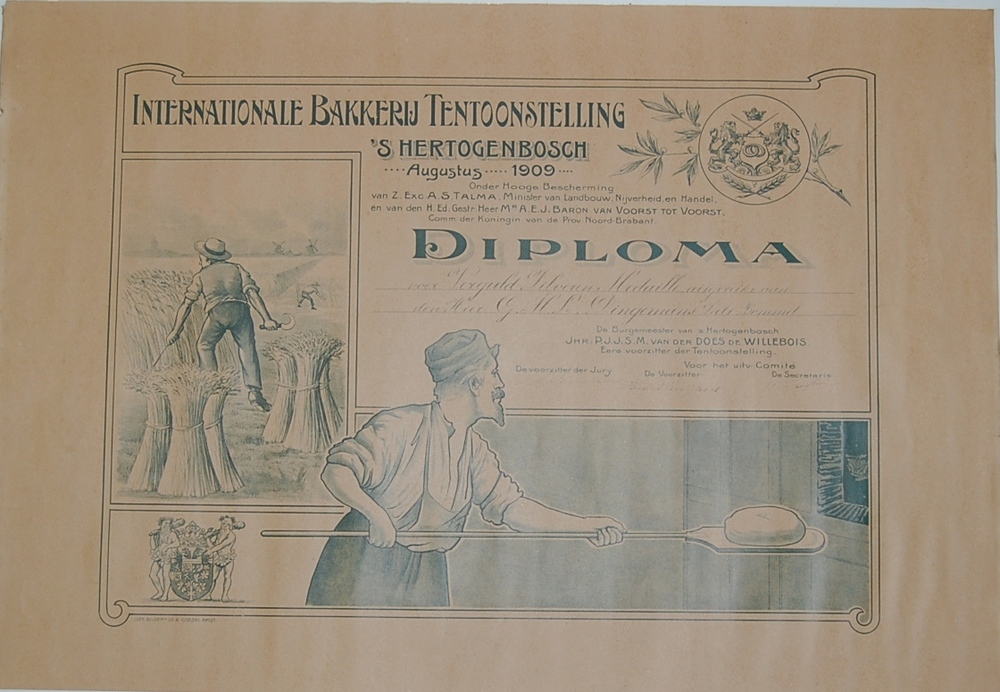 INTERNATIONALE BAKKERIJ TENTOONSTELLING
'S HERTOGENBOSCH
Augustus 1909
Onder Hooge Bescherming
van Z. Exc A.S. TALMA, Minister van Landbouw, Nijverheid, en Handel,
en van den H. Ed. Gestr. Heer Mr. A.E.J. BARON VAN VOORST TOT VOORST,
Comm. der Koningin van de Prov. Noord-Brabant.
DIPLOMA
voor Verguld Zilveren Medaille van
den Heer G. M.
De Burgemeester van 's Hertogenbosch
JHR. P.J.J.S.M. VAN DER DOES DE WILLEBOIS
Eere voorzitter der Tentoonstelling.
Voor het uitv. Comité
De voorzitter der Jury De Voorzitter De Secretaris